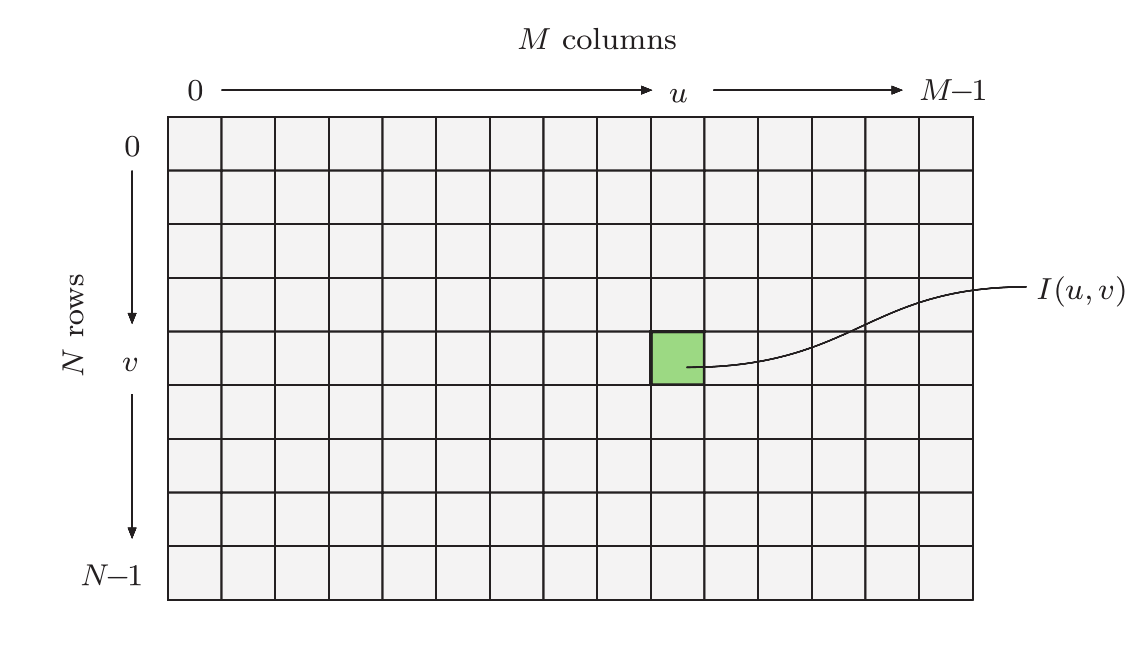 M columns
0 u M–1
0
N rows
v
I(u, v)
N–1